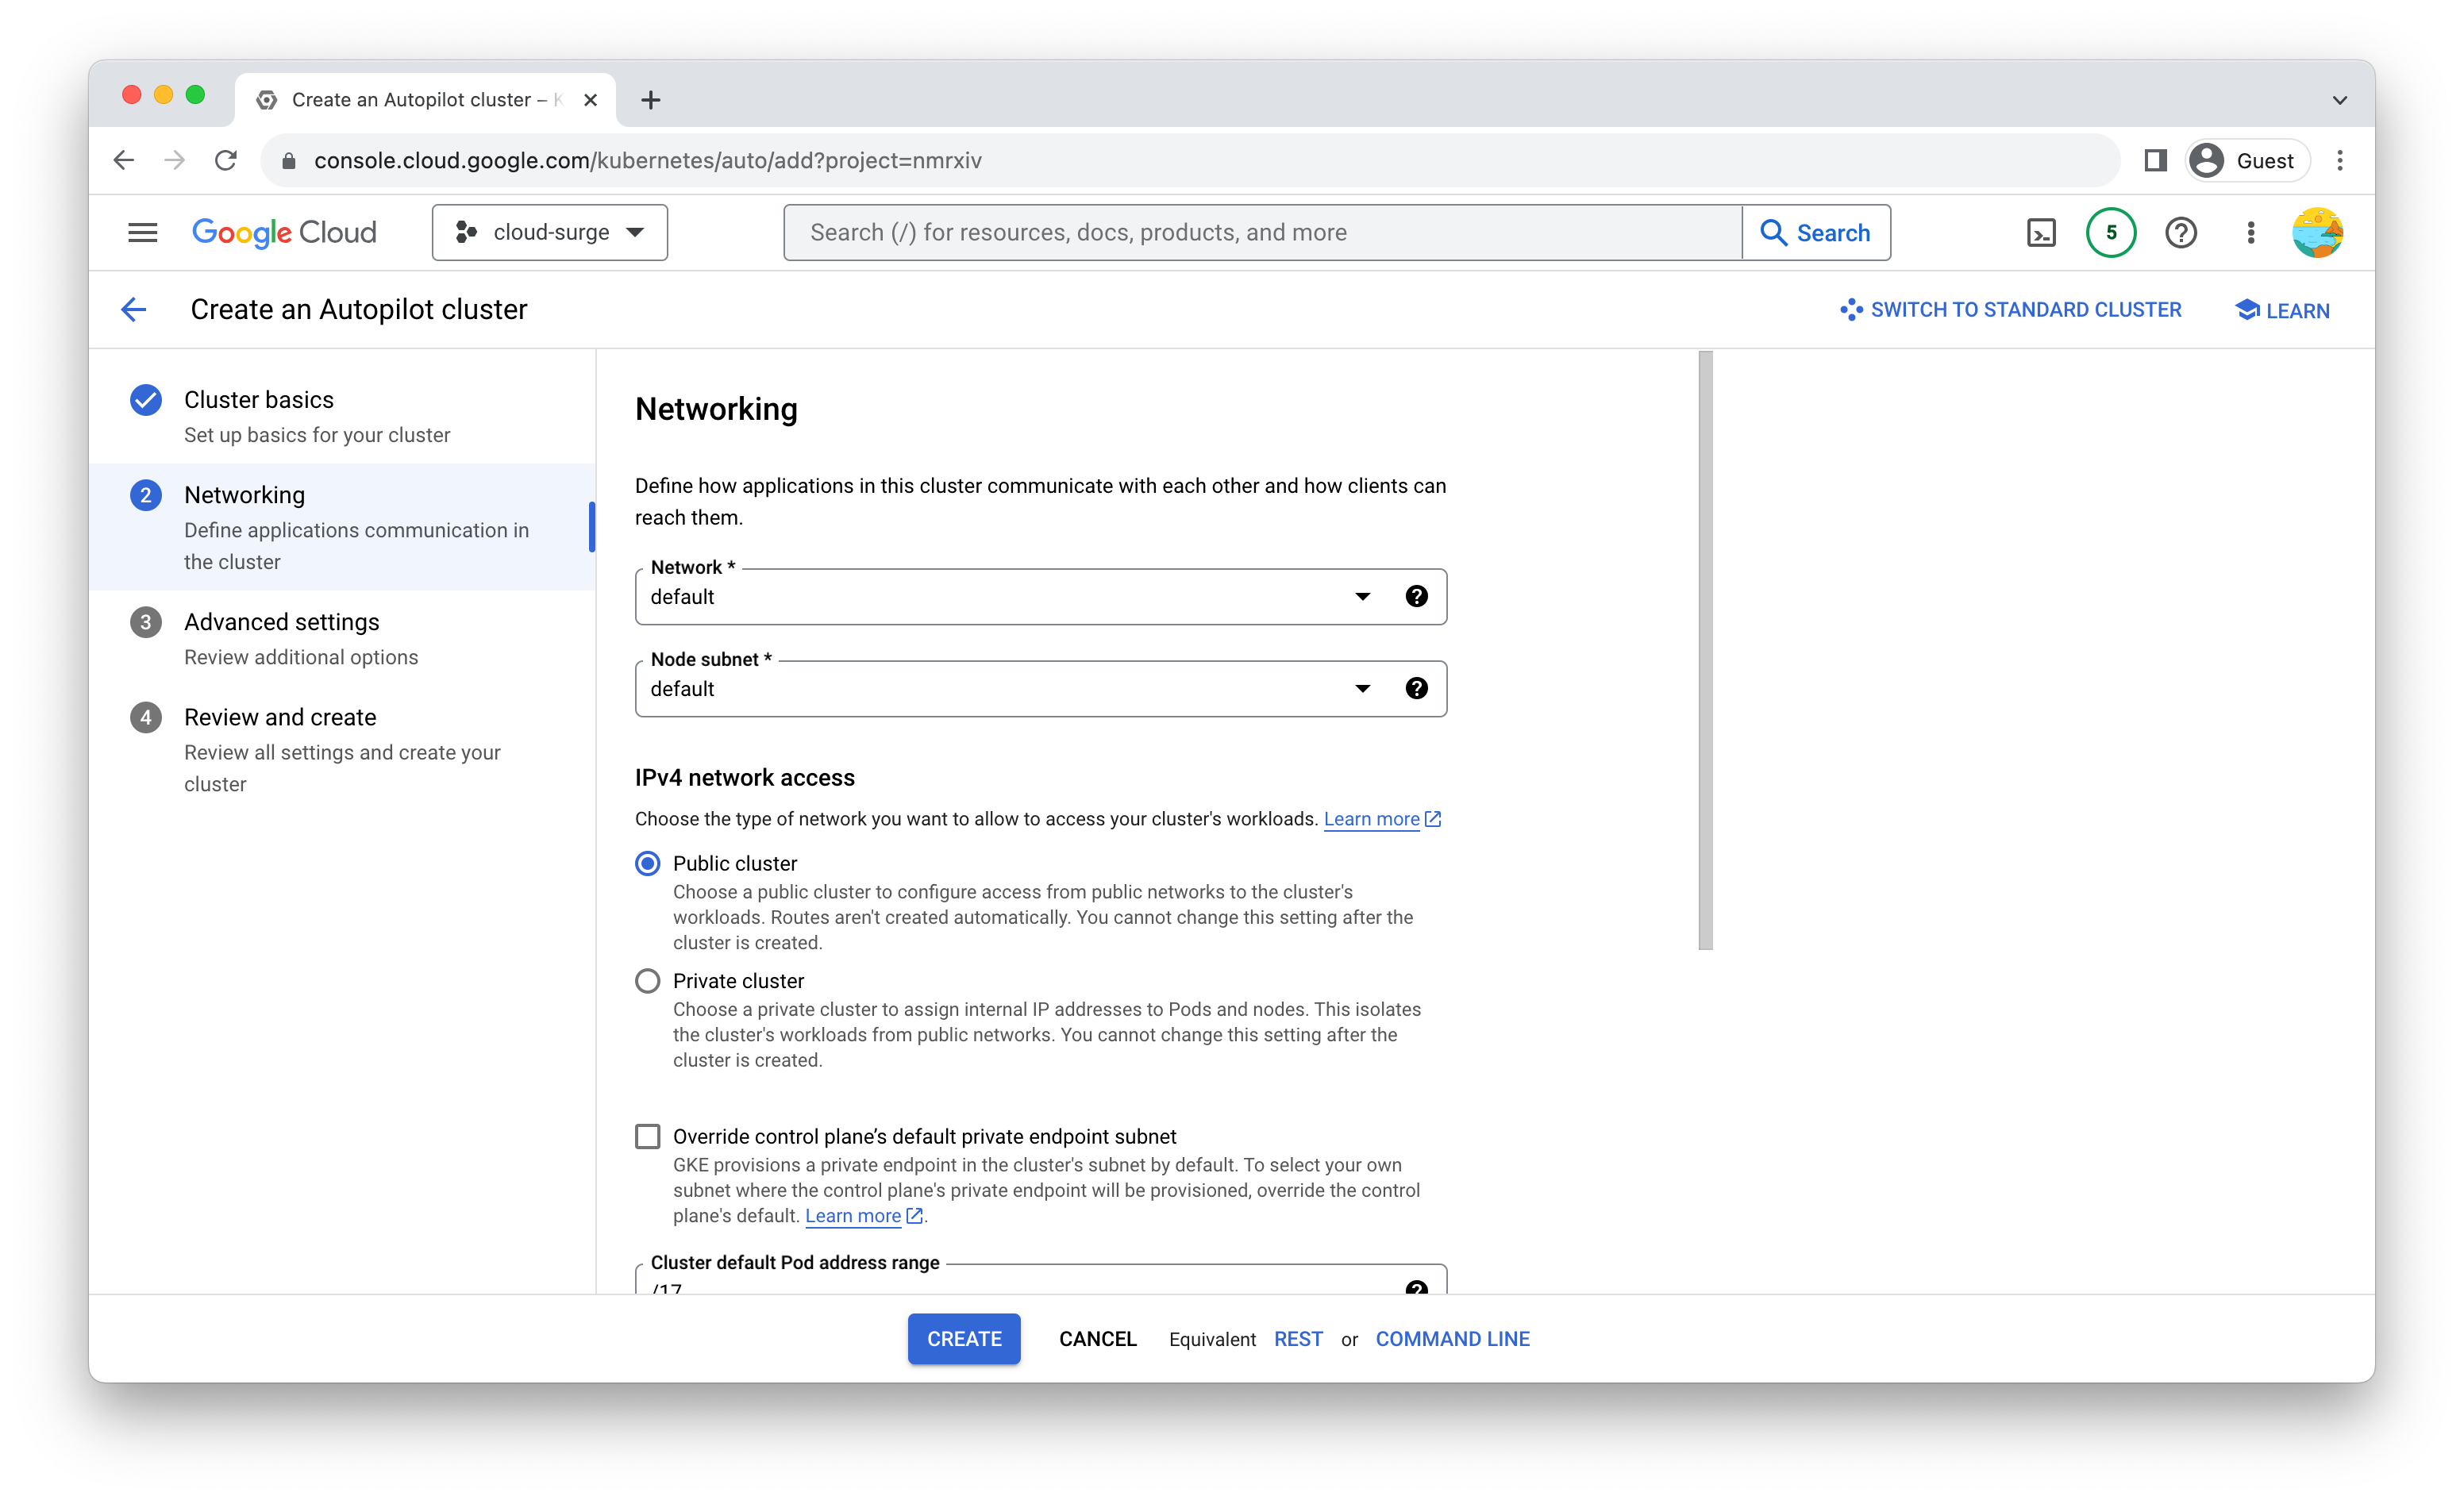 Create an Autopilot cluster – K
console.cloud.google.com/kubernetes/auto/add?project=nmrxiv
Guest
Google Cloud
cloud-surge
Search (/) for resources, docs, products, and more
Search
5
Create an Autopilot cluster
SWITCH TO STANDARD CLUSTER
LEARN
Cluster basics
Set up basics for your cluster
2
Networking
Define applications communication in
the cluster
3
Advanced settings
Review additional options
4
Review and create
Review all settings and create your
cluster
Networking
Define how applications in this cluster communicate with each other and how clients can
reach them.
Network *
default
Node subnet *
default
IPv4 network access
Choose the type of network you want to allow to access your cluster's workloads. Learn more
Public cluster
Choose a public cluster to configure access from public networks to the cluster's
workloads. Routes aren't created automatically. You cannot change this setting after the
cluster is created.
Private cluster
Choose a private cluster to assign internal IP addresses to Pods and nodes. This isolates
the cluster's workloads from public networks. You cannot change this setting after the
cluster is created.
Override control plane’s default private endpoint subnet
GKE provisions a private endpoint in the cluster's subnet by default. To select your own
subnet where the control plane's private endpoint will be provisioned, override the control
plane's default. Learn more .
Cluster default Pod address range
/17
CREATE
CANCEL
Equivalent REST or COMMAND LINE